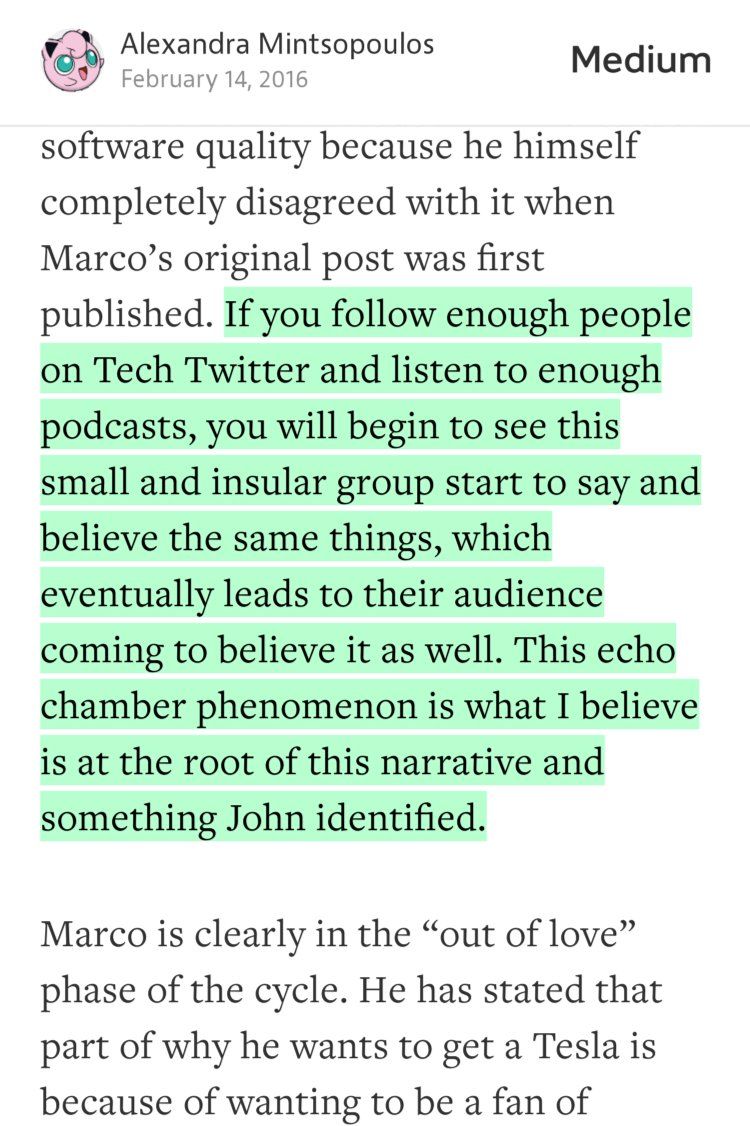 Alexandra Mintsopoulos
February 14, 2016
Medium
software quality because he himself
completely disagreed with it when
Marco’s original post was first
published. If you follow enough people
on Tech Twitter and listen to enough
podcasts, you will begin to see this
small and insular group start to say and
believe the same things, which
eventually leads to their audience
coming to believe it as well. This echo
chamber phenomenon is what I believe
is at the root of this narrative and
something John identified.
Marco is clearly in the “out of love”
phase of the cycle. He has stated that
part of why he wants to get a Tesla is
because of wanting to be a fan of